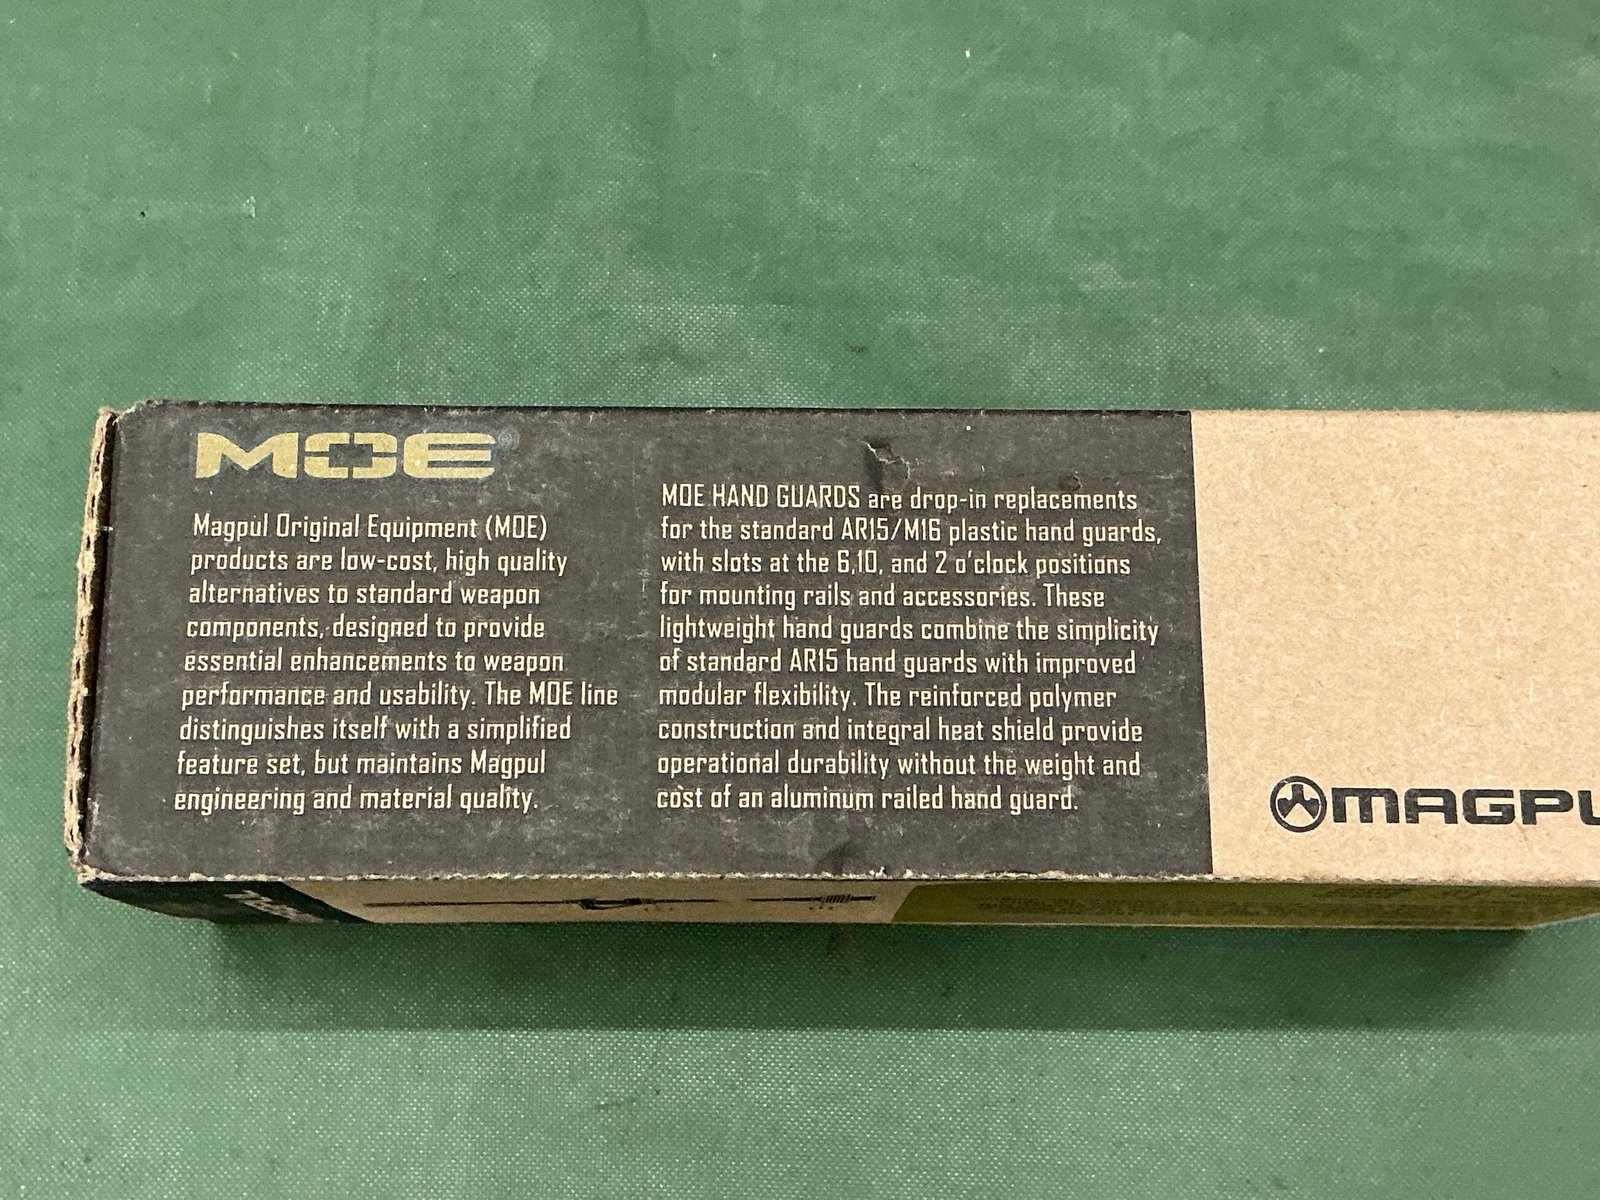 MOE®
Magpul Original Equipment (MOE)
products are low-cost, high quality
alternatives to standard weapon
components, designed to provide
essential enhancements to weapon
performance and usability. The MOE line
distinguishes itself with a simplified
feature set, but maintains Magpul
engineering and material quality.
MOE HAND GUARDS are drop-in replacements
for the standard AR15/M16 plastic hand guards,
with slots at the 6,10, and 2 o'clock positions
for mounting rails and accessories. These
lightweight hand guards combine the simplicity
of standard AR15 hand guards with improved
modular flexibility. The reinforced polymer
construction and integral heat shield provide
operational durability without the weight and
cost of an aluminum railed hand guard.
MAGPU